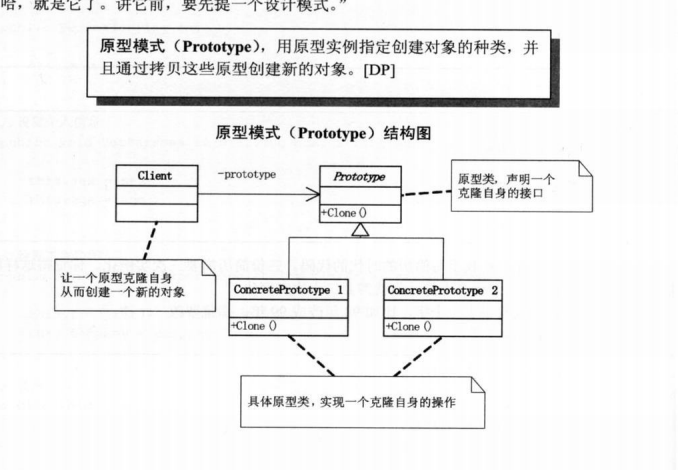 哈，就是它了。讲它前，要先提一个设计模式。”
原型模式（Prototype），用原型实例指定创建对象的种类，并
且通过拷贝这些原型创建新的对象。[DP]
原型模式（Prototype）结构图
Client
-prototype
Prototype
+Clone()
原型类，声明一个
克隆自身的接口
让一个原型克隆自身
从而创建一个新的对象
ConcretePrototype 1
+Clone()
ConcretePrototype 2
+Clone()
具体原型类，实现一个克隆自身的操作